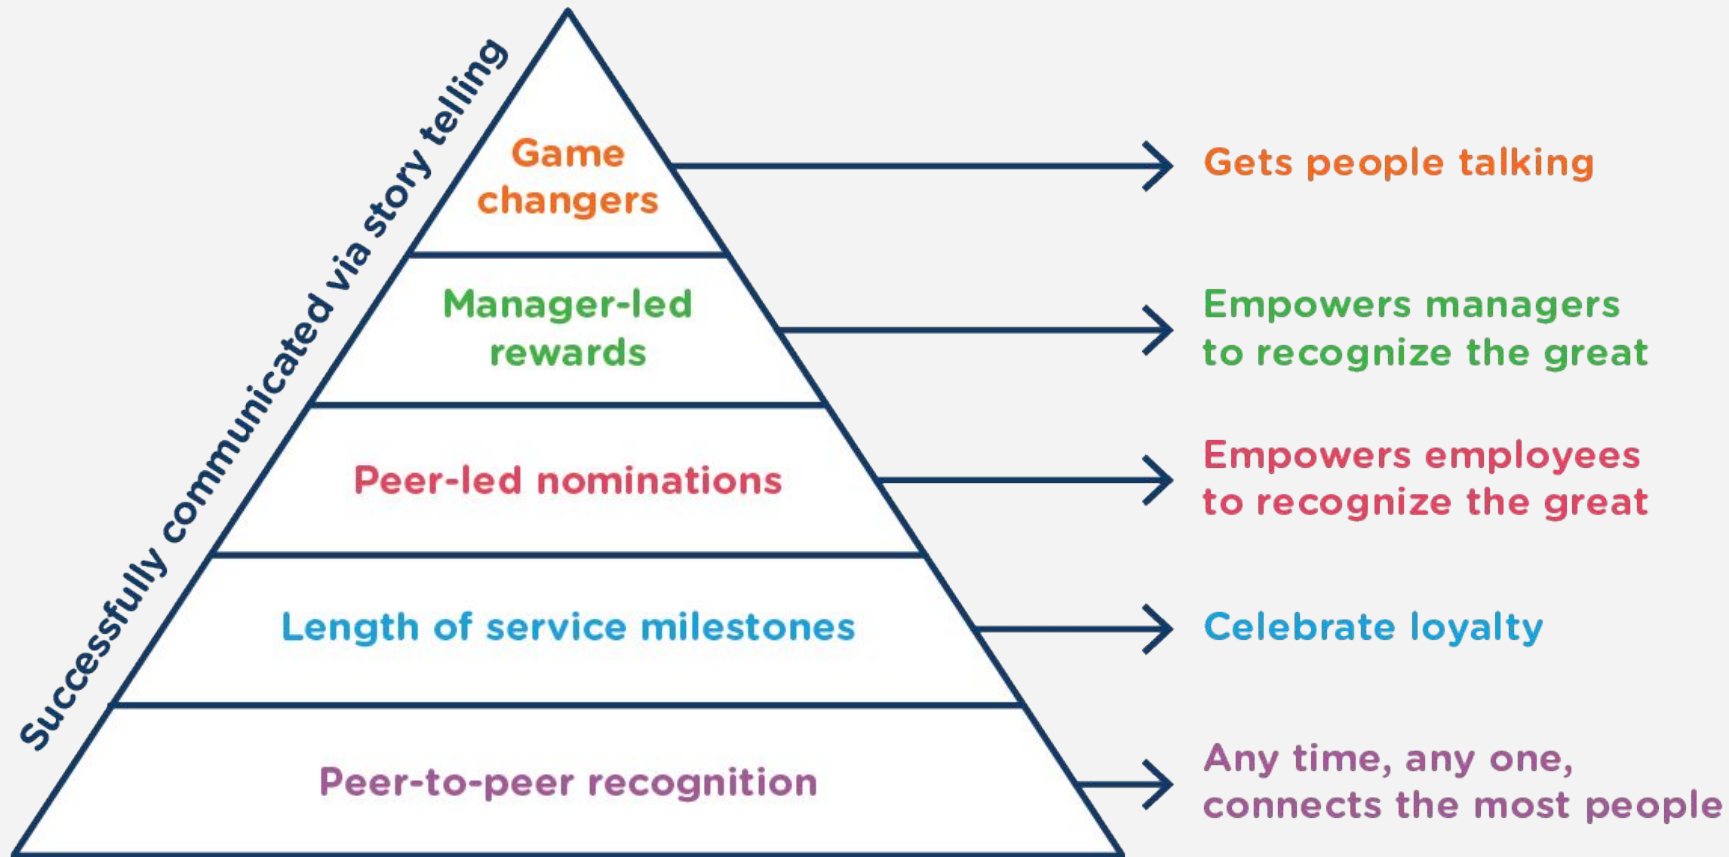 Successfully communicated via story telling
Game
changers
Gets people talking
Manager-led
rewards
Empowers managers
to recognize the great
Peer-led nominations
Empowers employees
to recognize the great
Length of service milestones
Celebrate loyalty
Peer-to-peer recognition
Any time, any one,
connects the most people